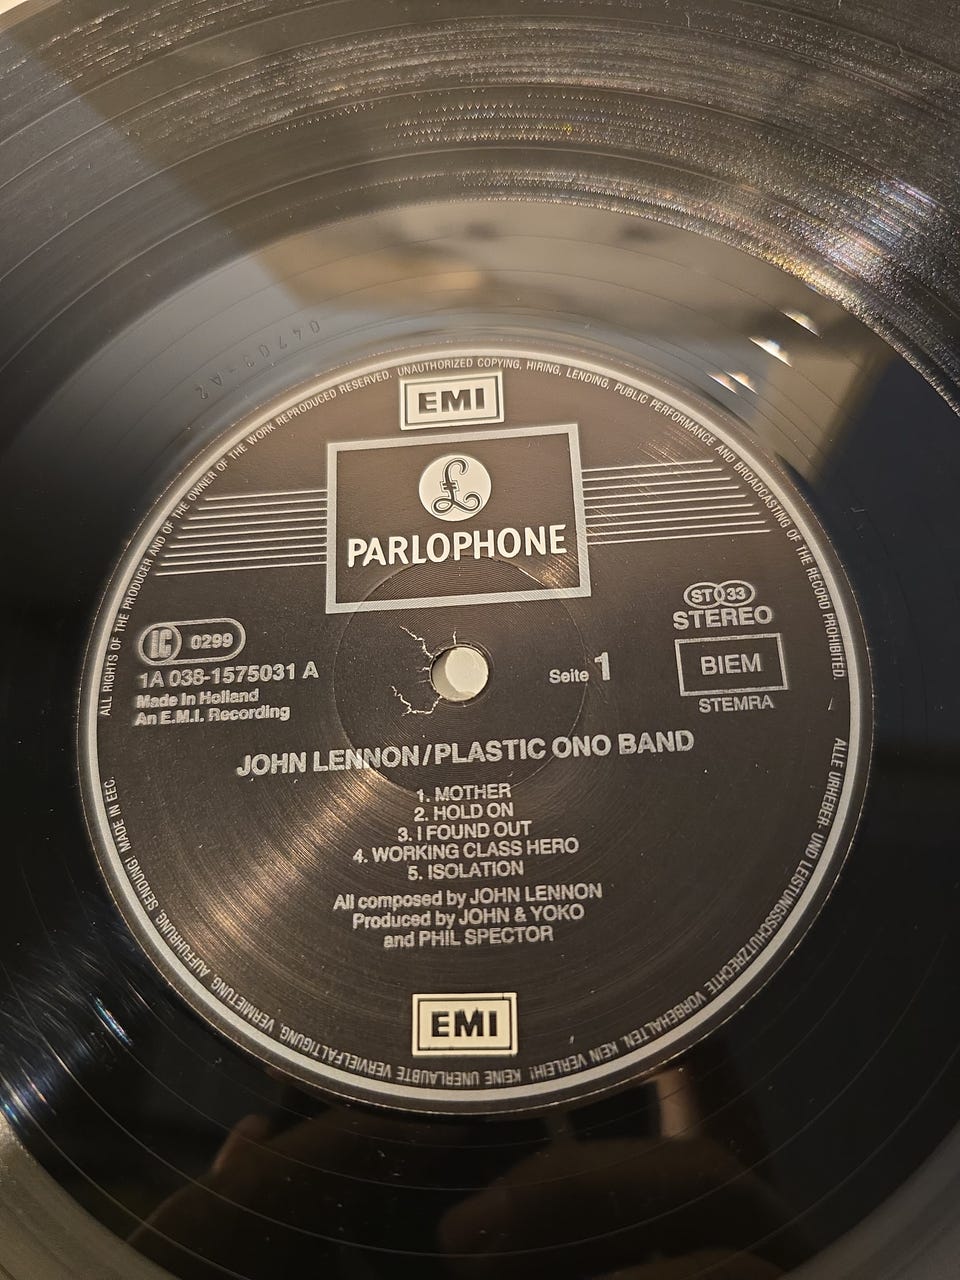 04709-A2
ALL RIGHTS OF THE PRODUCER AND OF THE OWNER OF THE WORK REPRODUCED RESERVED. UNAUTHORIZED COPYING, HIRING, LENDING, PUBLIC PERFORMANCE AND BROADCASTING OF THE RECORD PROHIBITED.
EMI
£
PARLOPHONE
IC 0299
1A 038-1575031 A
Made in Holland
An E.M.I. Recording
Seite 1
ST 33
STEREO
BIEM
STEMRA
JOHN LENNON/PLASTIC ONO BAND
1. MOTHER
2. HOLD ON
3. I FOUND OUT
4. WORKING CLASS HERO
5. ISOLATION
All composed by JOHN LENNON
Produced by JOHN & YOKO
and PHIL SPECTOR
EMI
ALLE URHEBER- UND LEISTUNGSSCHUTZRECHTE VORBEHALTEN. KEIN VERLEIH! KEINE UNERLAUBTE VERVIELFÄLTIGUNG, VERMIETUNG, AUFFÜHRUNG, SENDUNG! MADE IN EEC.